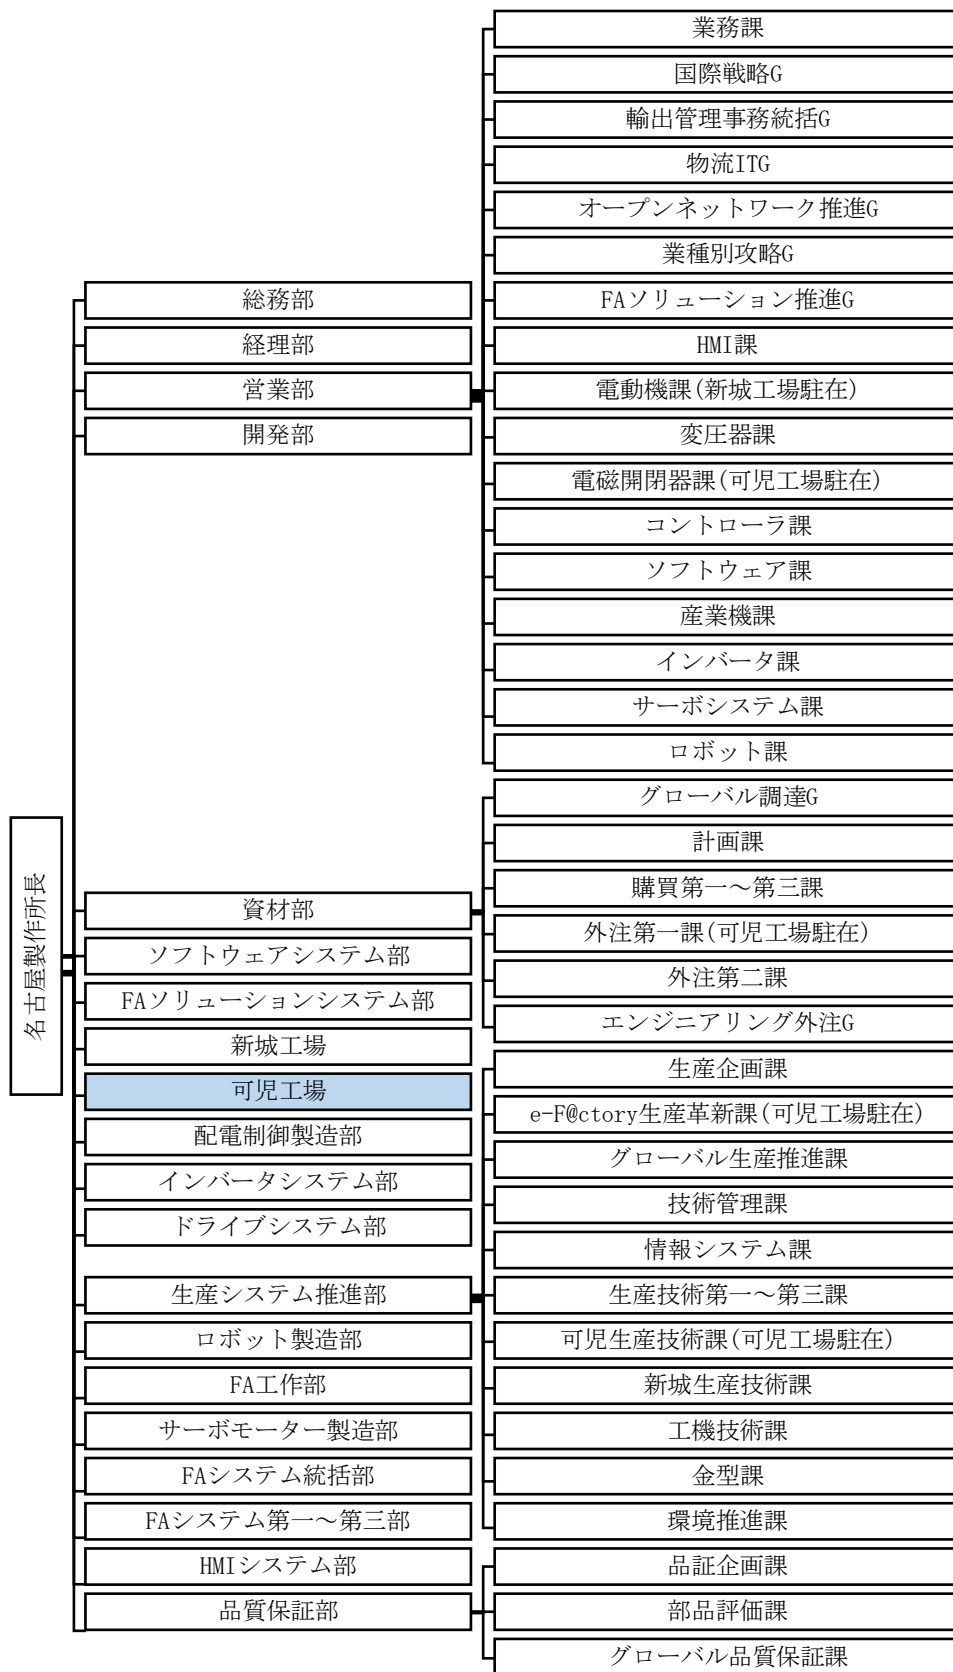 名古屋製作所長
総務部
経理部
営業部
業務課
国際戦略G
輸出管理事務統括G
物流ITG
オープンネットワーク推進G
業種別攻略G
FAソリューション推進G
HMI課
電動機課(新城工場駐在)
変圧器課
電磁開閉器課(可児工場駐在)
コントローラ課
ソフトウェア課
産業機課
インバータ課
サーボシステム課
ロボット課
開発部
資材部
グローバル調達G
計画課
購買第一～第三課
外注第一課(可児工場駐在)
外注第二課
エンジニアリング外注G
ソフトウェアシステム部
FAソリューションシステム部
新城工場
可児工場
配電制御製造部
インバータシステム部
ドライブシステム部
生産システム推進部
生産企画課
e-F@ctory生産革新課(可児工場駐在)
グローバル生産推進課
技術管理課
情報システム課
生産技術第一～第三課
可児生産技術課(可児工場駐在)
新城生産技術課
工機技術課
金型課
環境推進課
ロボット製造部
FA工作部
サーボモーター製造部
FAシステム統括部
FAシステム第一～第三部
HMIシステム部
品質保証部
品証企画課
部品評価課
グローバル品質保証課